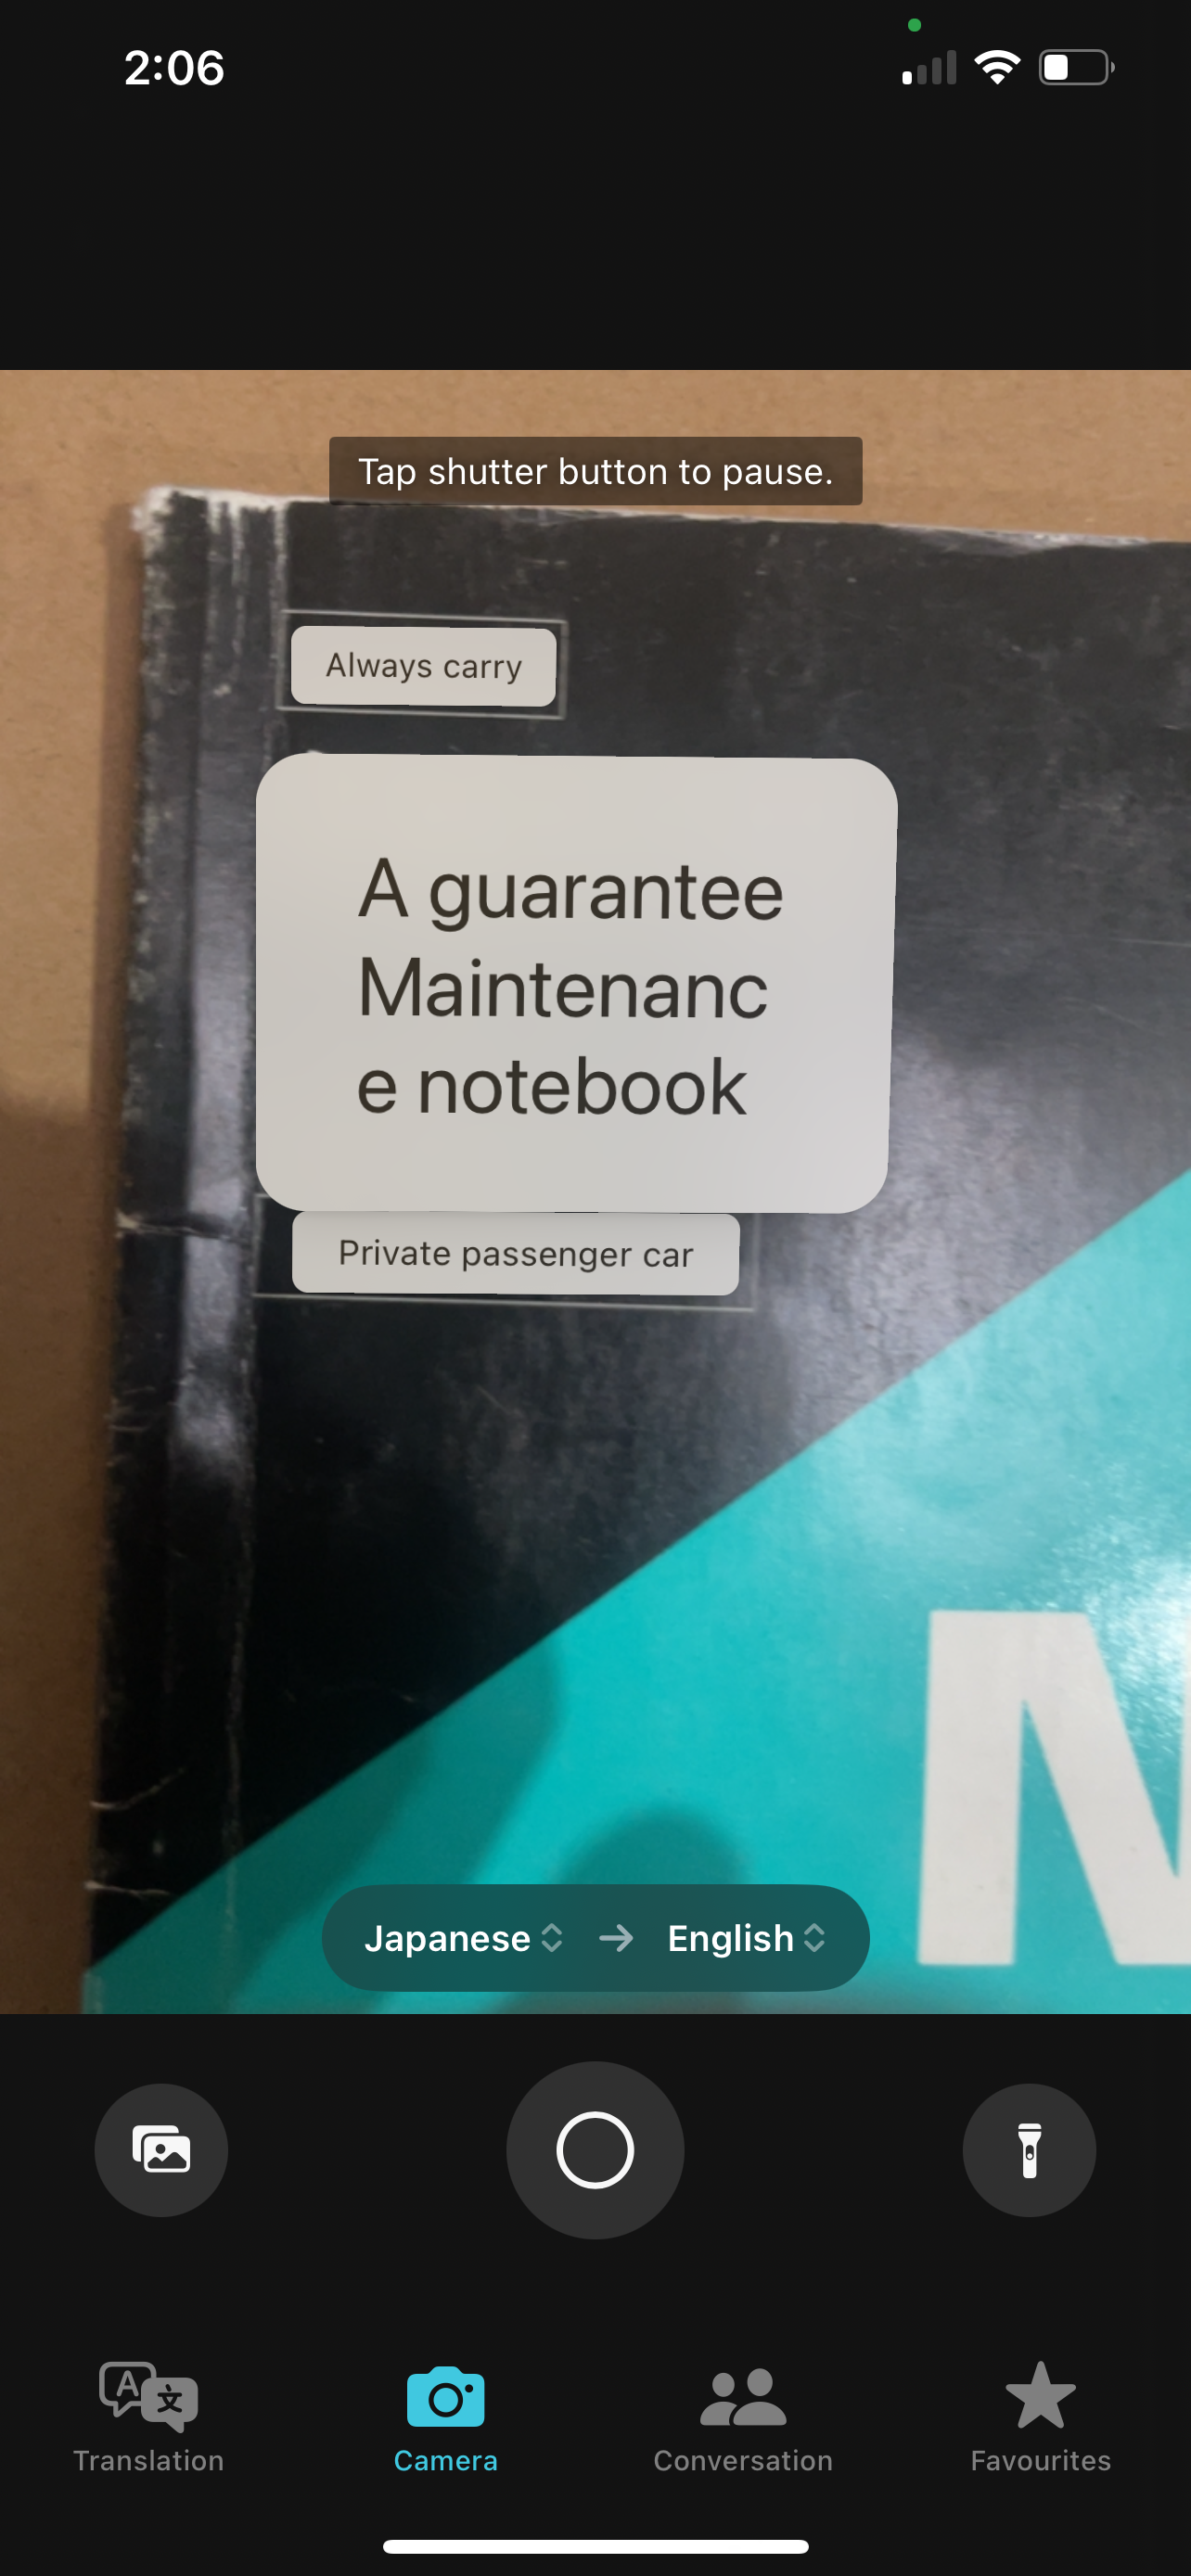 2:06
Tap shutter button to pause.
Always carry
A guarantee
Maintenanc
e notebook
Private passenger car
N
Japanese → English
Translation
Camera
Conversation
Favourites